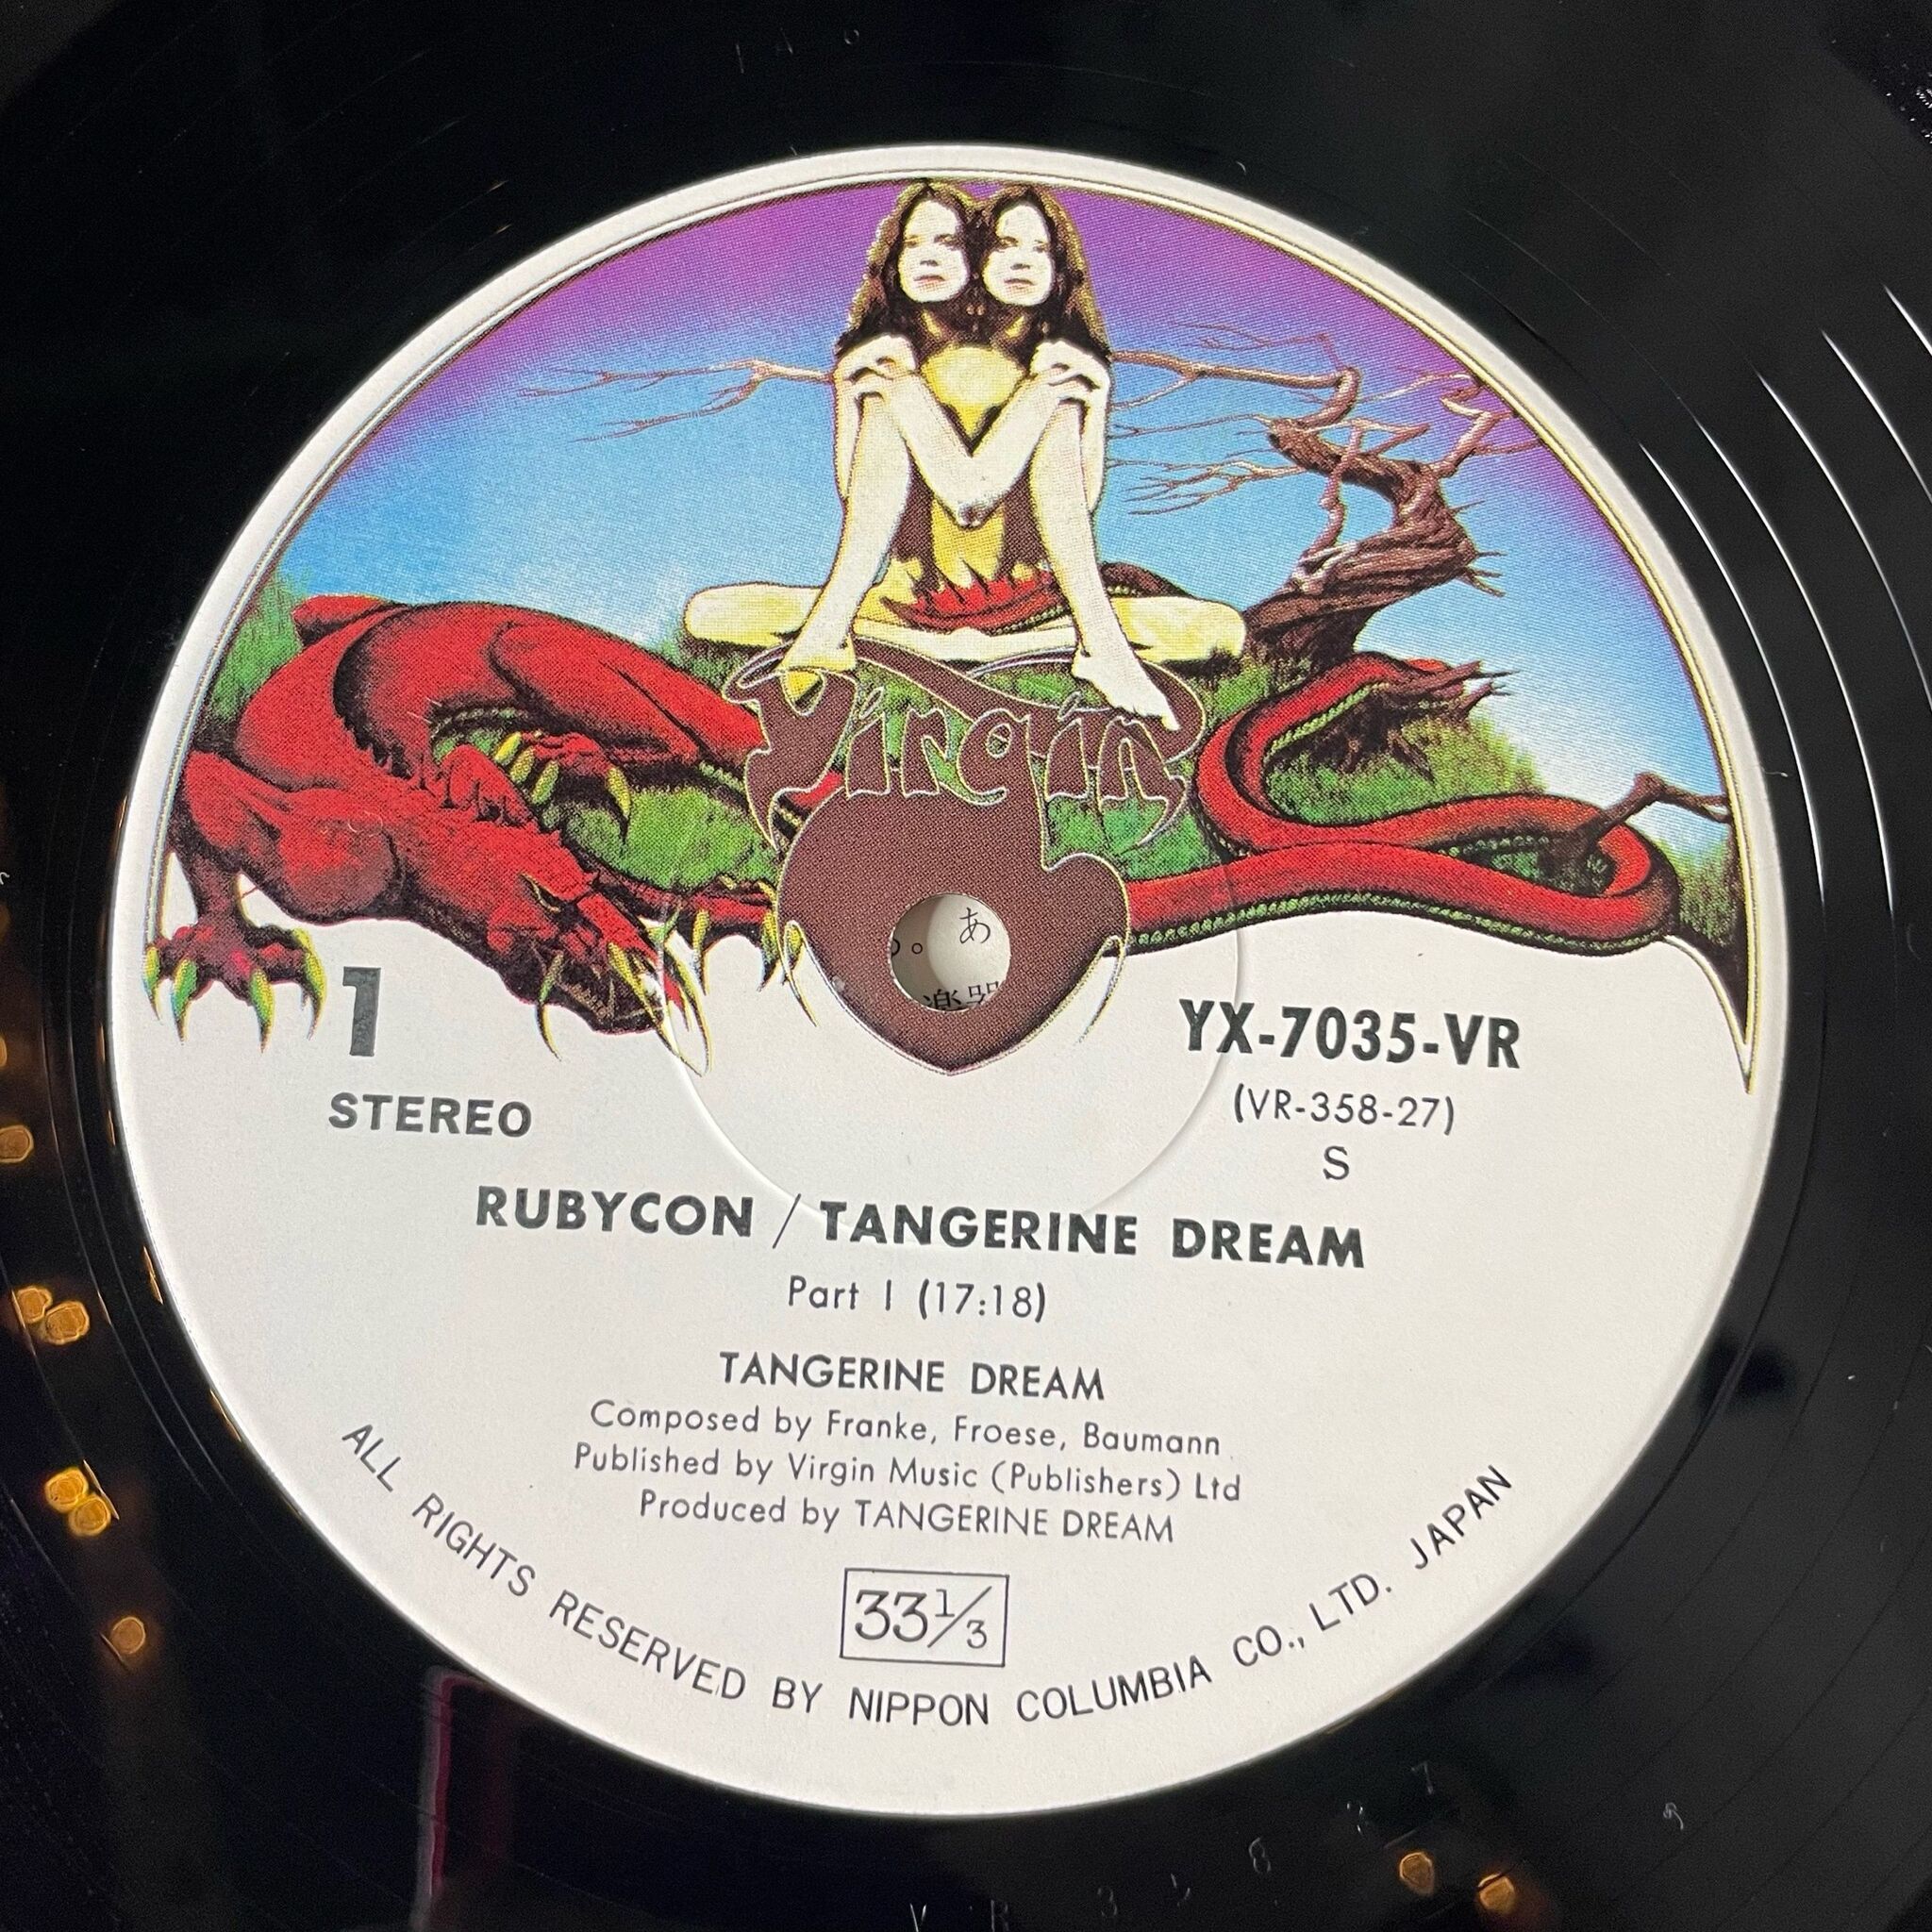 Virgin
あ
1
YX-7035-VR
(VR-358-27)
STEREO
S
RUBYCON / TANGERINE DREAM
Part I (17:18)
TANGERINE DREAM
Composed by Franke, Froese, Baumann
Published by Virgin Music (Publishers) Ltd
Produced by TANGERINE DREAM
33⅓
ALL RIGHTS RESERVED BY NIPPON COLUMBIA CO., LTD. JAPAN